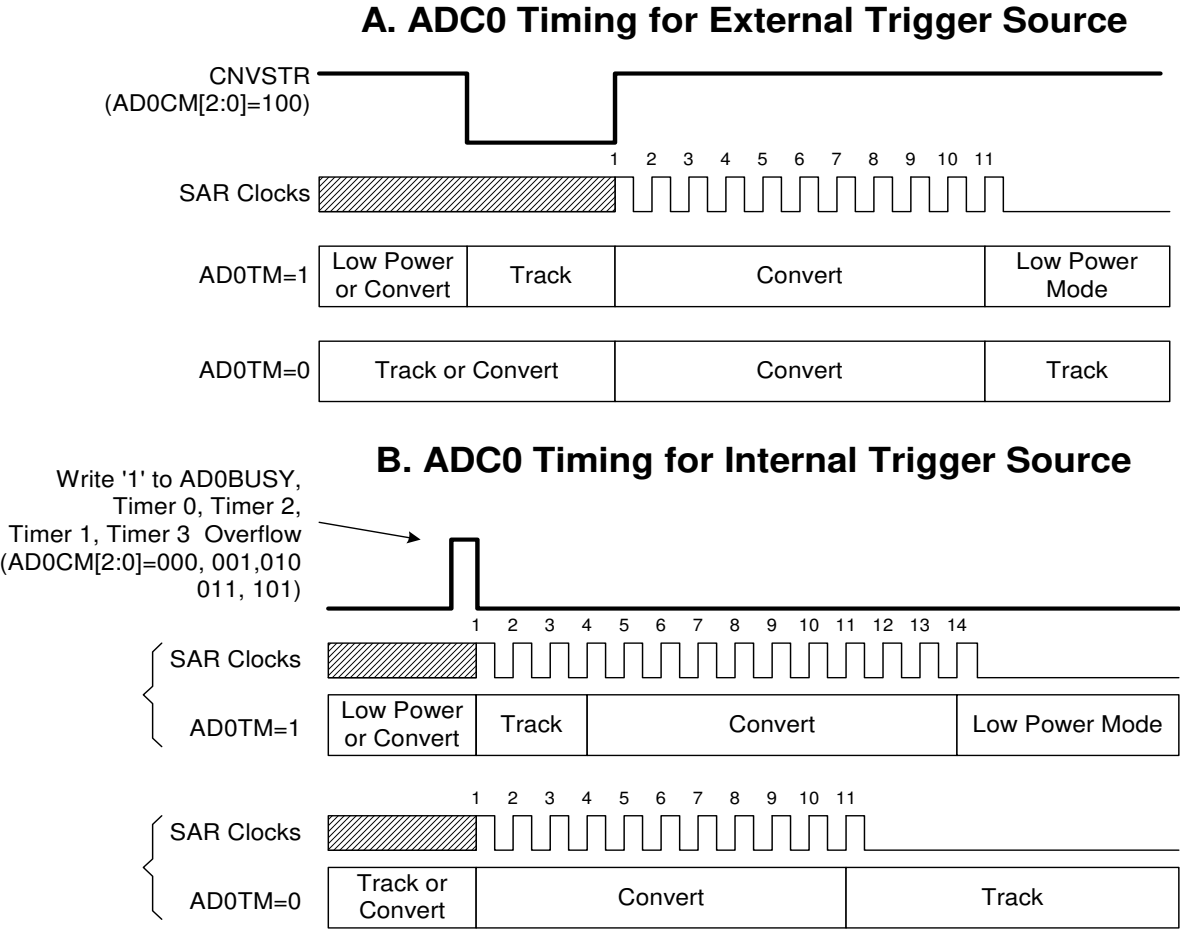 A. ADC0 Timing for External Trigger Source
CNVSTR
(AD0CM[2:0]=100)
1 2 3 4 5 6 7 8 9 10 11
SAR Clocks
AD0TM=1
Low Power
or Convert
Track
Convert
Low Power
Mode
AD0TM=0
Track or Convert
Convert
Track
B. ADC0 Timing for Internal Trigger Source
Write '1' to AD0BUSY,
Timer 0, Timer 2,
Timer 1, Timer 3 Overflow
(AD0CM[2:0]=000, 001,010
011, 101)
1 2 3 4 5 6 7 8 9 10 11 12 13 14
SAR Clocks
AD0TM=1
Low Power
or Convert
Track
Convert
Low Power Mode
1 2 3 4 5 6 7 8 9 10 11
SAR Clocks
AD0TM=0
Track or
Convert
Convert
Track